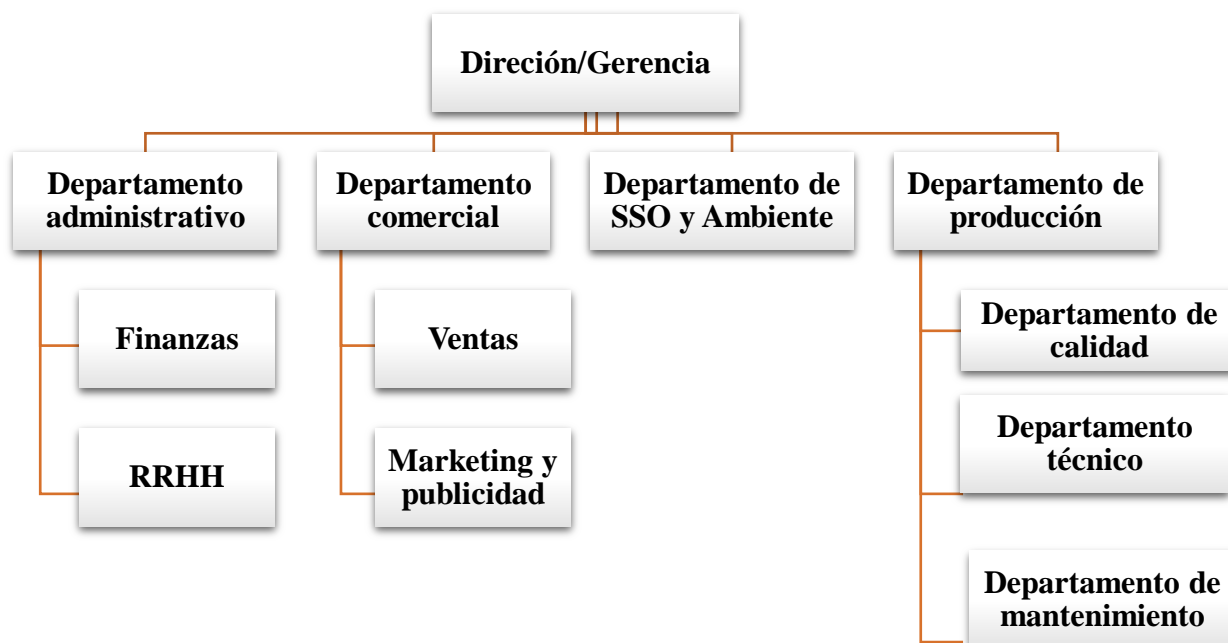 Direción/Gerencia
Departamento
administrativo
Departamento
comercial
Departamento de
SSO y Ambiente
Departamento de
producción
Finanzas
RRHH
Ventas
Marketing y
publicidad
Departamento de
calidad
Departamento
técnico
Departamento de
mantenimiento